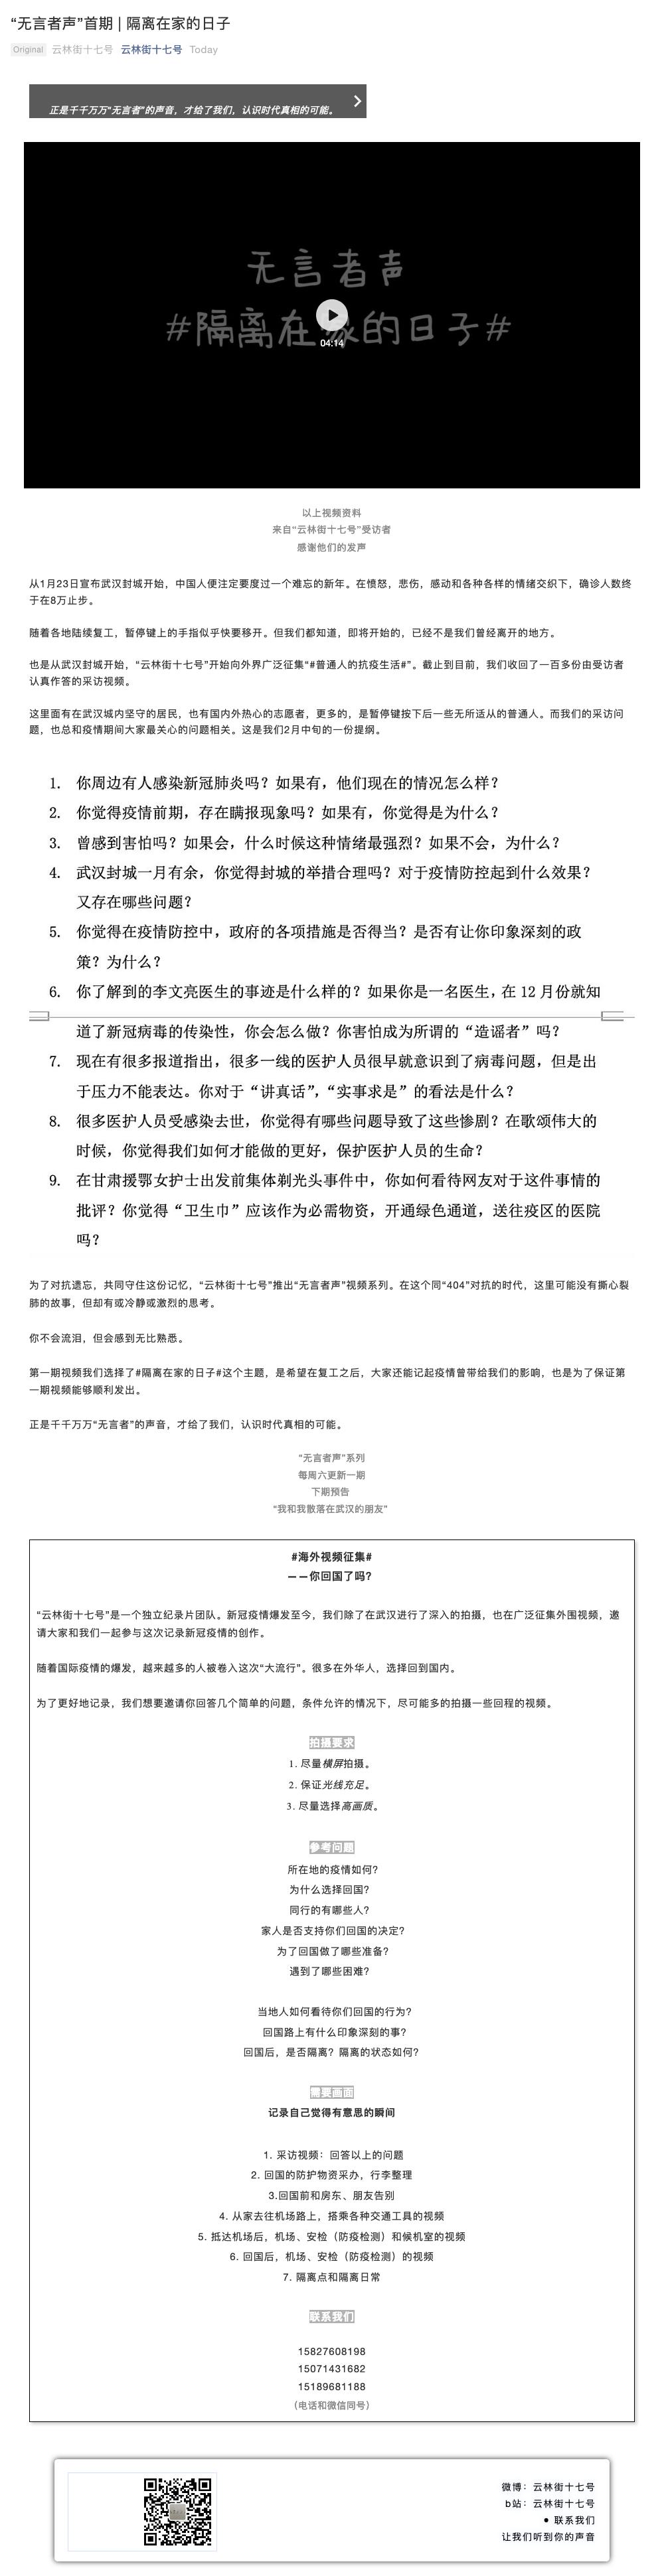 “无言者声”首期 | 隔离在家的日子
Original 云林街十七号 云林街十七号 Today
正是千千万万“无言者”的声音，才给了我们，认识时代真相的可能。
无言者声
#隔离在家的日子#
04:14
以上视频资料
来自“云林街十七号”受访者
感谢他们的发声
从1月23日宣布武汉封城开始，中国人便注定要度过一个难忘的新年。在愤怒，悲伤，感动和各种各样的情绪交织下，确诊人数终
于在8万止步。
随着各地陆续复工，暂停键上的手指似乎快要移开。但我们都知道，即将开始的，已经不是我们曾经离开的地方。
也是从武汉封城开始，“云林街十七号”开始向外界广泛征集“#普通人的抗疫生活#”。截止到目前，我们收回了一百多份由受访者
认真作答的采访视频。
这里面有在武汉城内坚守的居民，也有国内外热心的志愿者，更多的，是暂停键按下后一些无所适从的普通人。而我们的采访问
题，也总和疫情期间大家最关心的问题相关。这是我们2月中旬的一份提纲。
1. 你周边有人感染新冠肺炎吗？如果有，他们现在的情况怎么样？
2. 你觉得疫情前期，存在瞒报现象吗？如果有，你觉得是为什么？
3. 曾感到害怕吗？如果会，什么时候这种情绪最强烈？如果不会，为什么？
4. 武汉封城一月有余，你觉得封城的举措合理吗？对于疫情防控起到什么效果？
又存在哪些问题？
5. 你觉得在疫情防控中，政府的各项措施是否得当？是否有让你印象深刻的政
策？为什么？
6. 你了解到的李文亮医生的事迹是什么样的？如果你是一名医生，在 12 月份就知
道了新冠病毒的传染性，你会怎么做？你害怕成为所谓的“造谣者”吗？
7. 现在有很多报道指出，很多一线的医护人员很早就意识到了病毒问题，但是出
于压力不能表达。你对于“讲真话”，“实事求是”的看法是什么？
8. 很多医护人员受感染去世，你觉得有哪些问题导致了这些惨剧？在歌颂伟大的
时候，你觉得我们如何才能做的更好，保护医护人员的生命？
9. 在甘肃援鄂女护士出发前集体剃光头事件中，你如何看待网友对于这件事情的
批评？你觉得“卫生巾”应该作为必需物资，开通绿色通道，送往疫区的医院
吗？
为了对抗遗忘，共同守住这份记忆，“云林街十七号”推出“无言者声”视频系列。在这个同“404”对抗的时代，这里可能没有撕心裂
肺的故事，但却有或冷静或激烈的思考。
你不会流泪，但会感到无比熟悉。
第一期视频我们选择了#隔离在家的日子#这个主题，是希望在复工之后，大家还能记起疫情曾带给我们的影响，也是为了保证第
一期视频能够顺利发出。
正是千千万万“无言者”的声音，才给了我们，认识时代真相的可能。
“无言者声”系列
每周六更新一期
下期预告
“我和我散落在武汉的朋友”
#海外视频征集#
——你回国了吗?
“云林街十七号”是一个独立纪录片团队。新冠疫情爆发至今，我们除了在武汉进行了深入的拍摄，也在广泛征集外围视频，邀
请大家和我们一起参与这次记录新冠疫情的创作。
随着国际疫情的爆发，越来越多的人被卷入这次“大流行”。很多在外华人，选择回到国内。
为了更好地记录，我们想要邀请你回答几个简单的问题，条件允许的情况下，尽可能多的拍摄一些回程的视频。
拍摄要求
1. 尽量横屏拍摄。
2. 保证光线充足。
3. 尽量选择高画质。
参考问题
所在地的疫情如何?
为什么选择回国?
同行的有哪些人?
家人是否支持你们回国的决定?
为了回国做了哪些准备?
遇到了哪些困难?
当地人如何看待你们回国的行为?
回国路上有什么印象深刻的事?
回国后，是否隔离？隔离的状态如何?
需要画面
记录自己觉得有意思的瞬间
1. 采访视频：回答以上的问题
2. 回国的防护物资采办，行李整理
3.回国前和房东、朋友告别
4. 从家去往机场路上，搭乘各种交通工具的视频
5. 抵达机场后，机场、安检（防疫检测）和候机室的视频
6. 回国后，机场、安检（防疫检测）的视频
7. 隔离点和隔离日常
联系我们
15827608198
15071431682
15189681188
（电话和微信同号）
微博：云林街十七号
b站：云林街十七号
● 联系我们
让我们听到你的声音